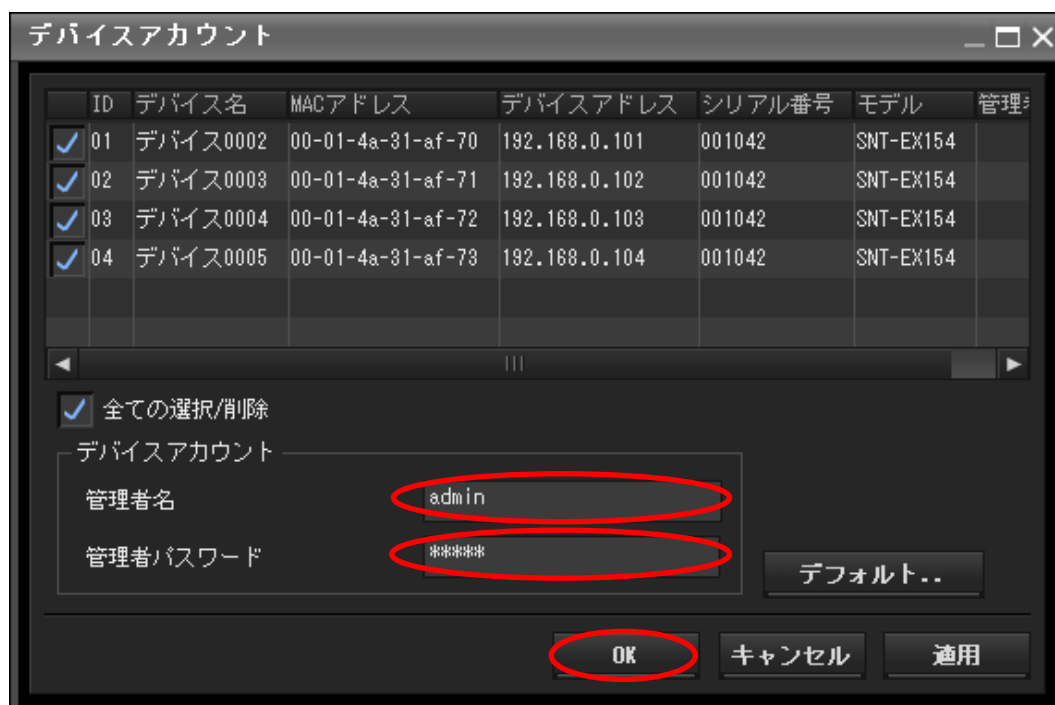 デバイスアカウント
ID デバイス名 MACアドレス デバイスアドレス シリアル番号 モデル 管理
01 デバイス0002 00-01-4a-31-af-70 192.168.0.101 001042 SNT-EX154
02 デバイス0003 00-01-4a-31-af-71 192.168.0.102 001042 SNT-EX154
03 デバイス0004 00-01-4a-31-af-72 192.168.0.103 001042 SNT-EX154
04 デバイス0005 00-01-4a-31-af-73 192.168.0.104 001042 SNT-EX154
全ての選択/削除
デバイスアカウント
管理者名 admin
管理者パスワード *****
デフォルト..
OK キャンセル 適用